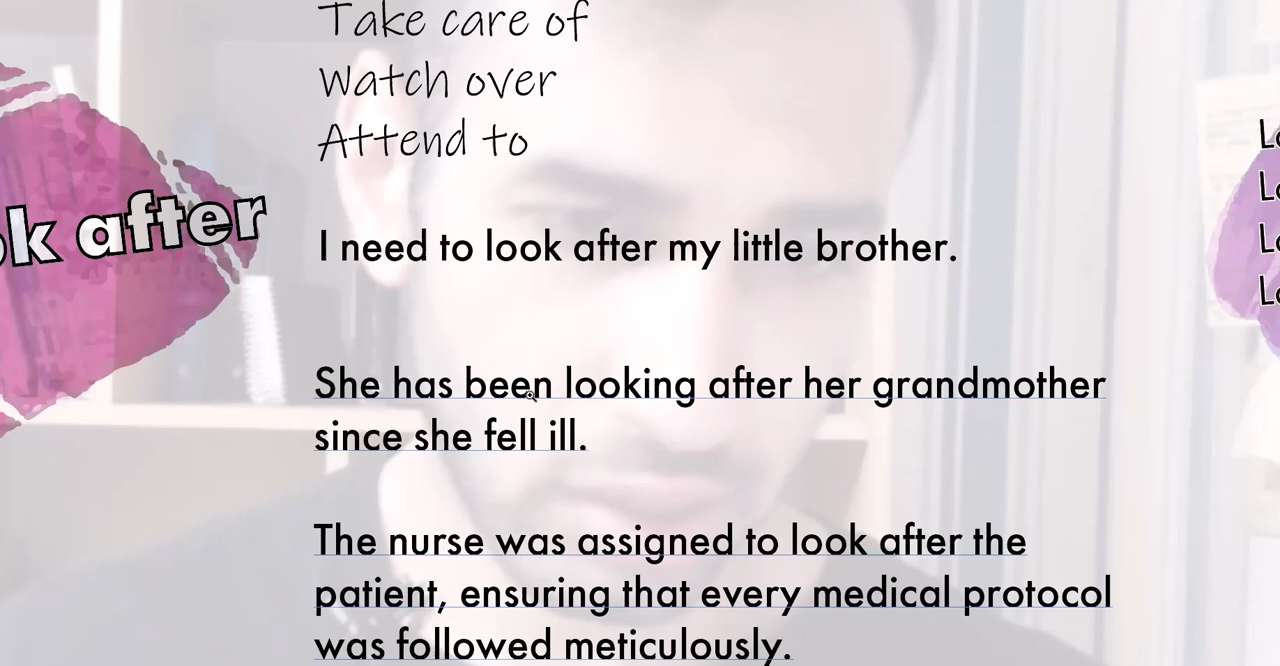 Take care of
Watch over
Attend to
ok after
I need to look after my little brother.
She has been looking after her grandmother
since she fell ill.
The nurse was assigned to look after the
patient, ensuring that every medical protocol
was followed meticulously.